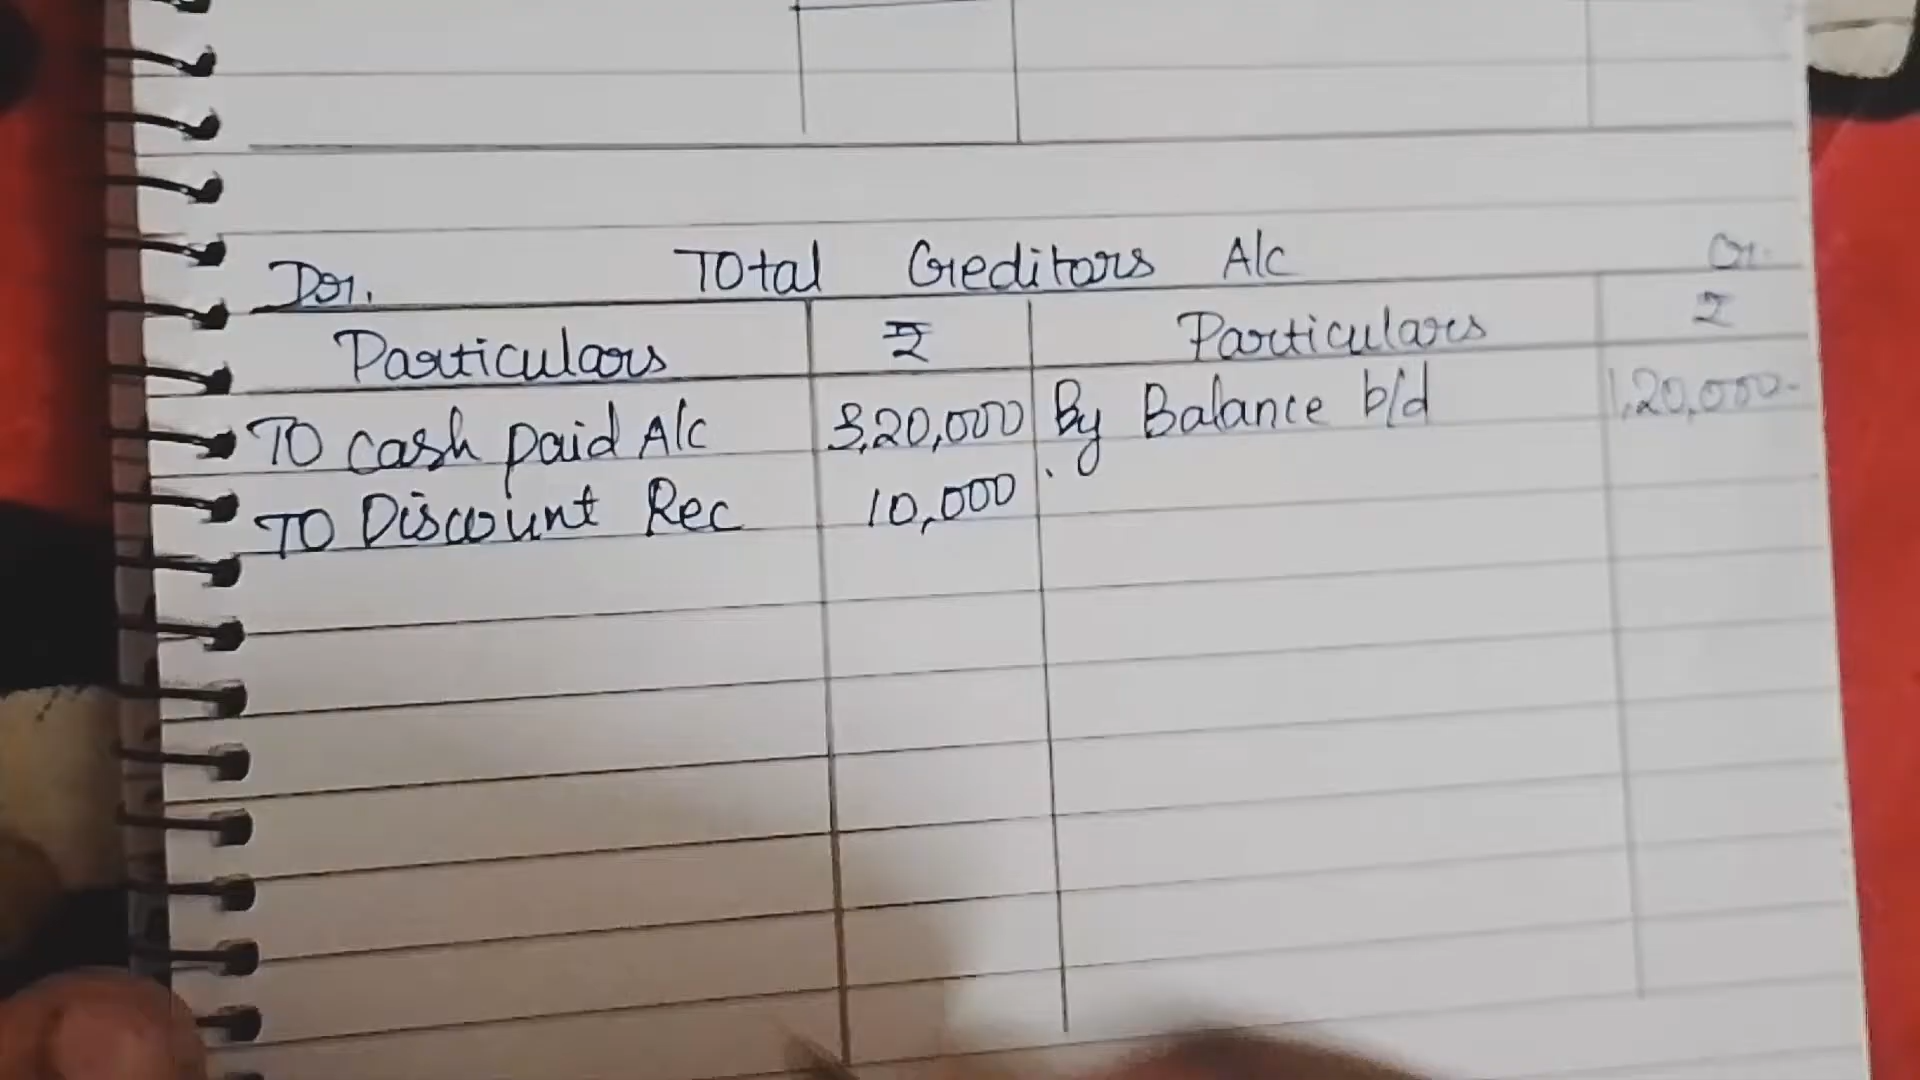 Dr. Total Creditors A/c Cr.
Particulars ₹ Particulars ₹
To cash paid A/c 3,20,000 By Balance b/d 1,20,000-
To Discount Rec 10,000